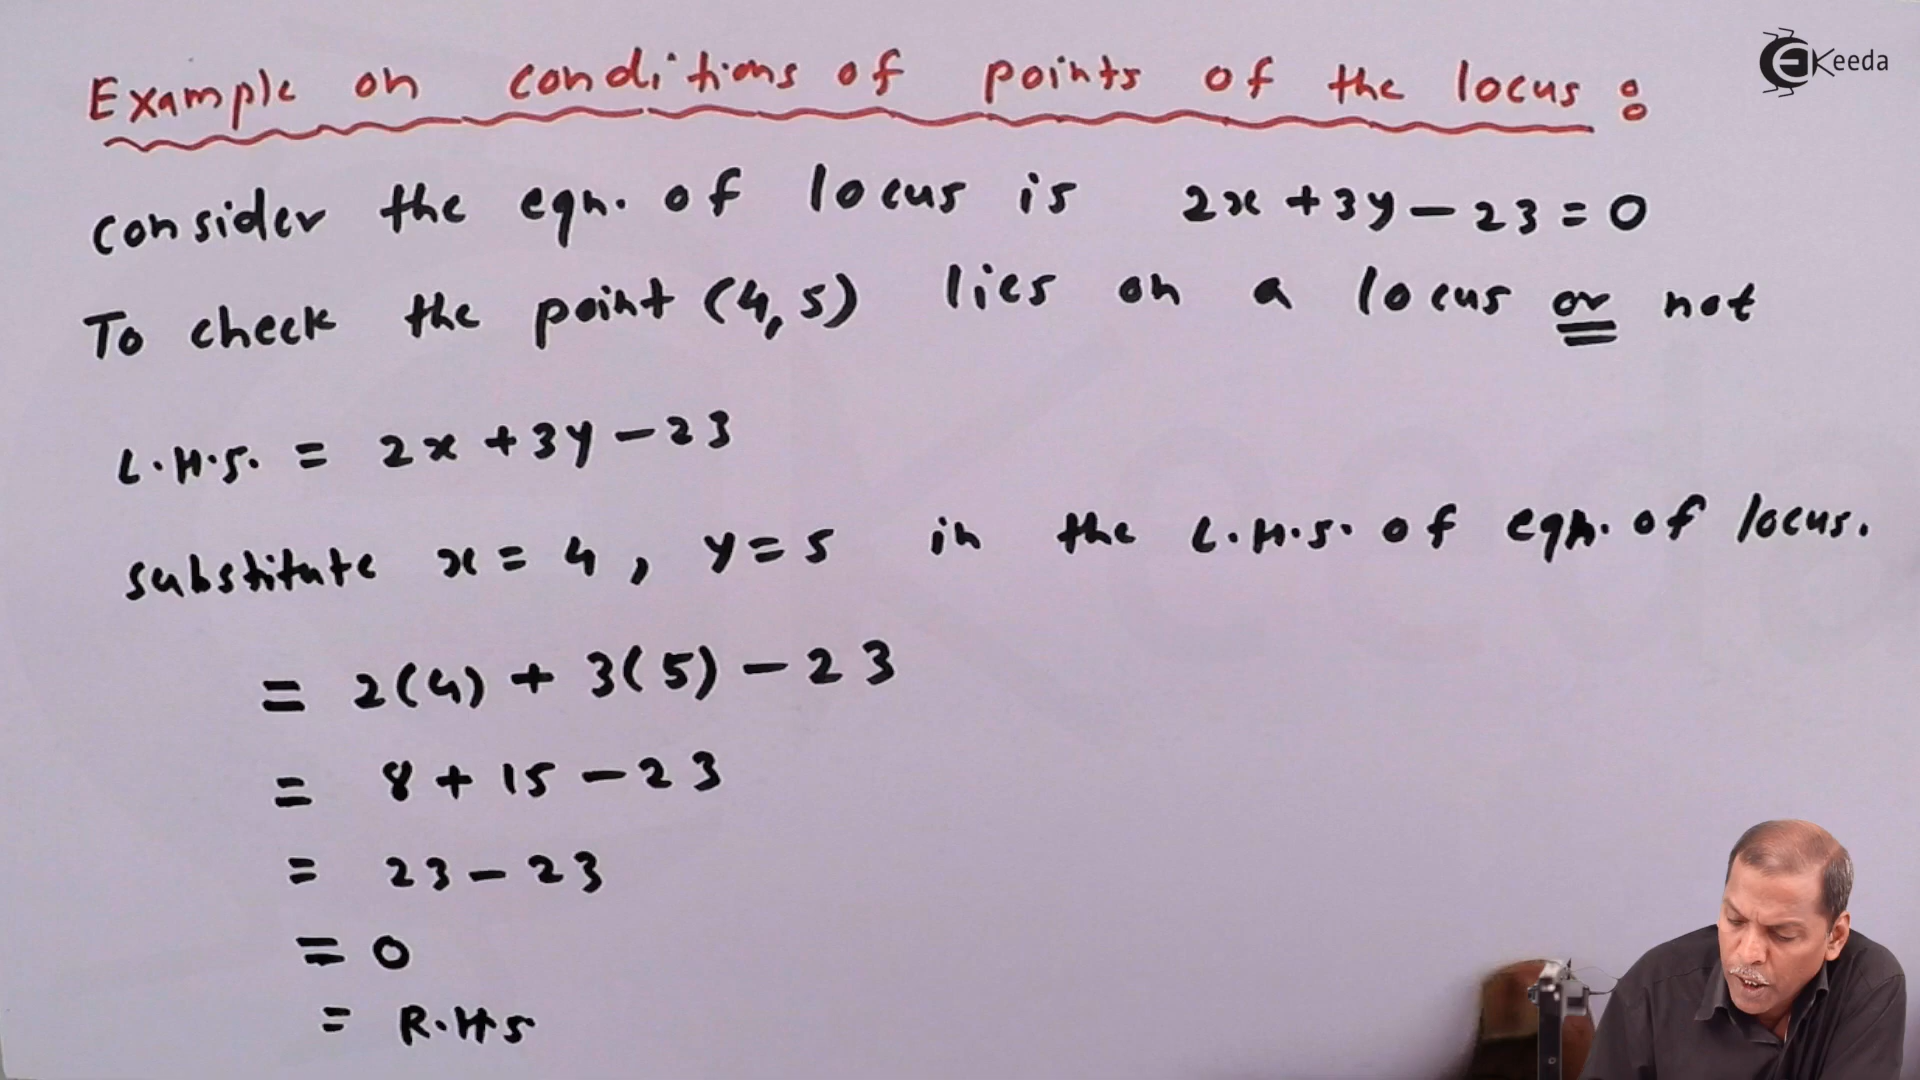 Example on conditions of points of the locus :
Keeda
consider the eqn. of locus is 2x + 3y - 23 = 0
To check the point (4, 5) lies on a locus or not
L.H.S. = 2x + 3y - 23
substitute x = 4 , y = 5 in the L.H.S. of eqn. of locus.
= 2(4) + 3(5) - 23
= 8 + 15 - 23
= 23 - 23
= 0
= R.H.S